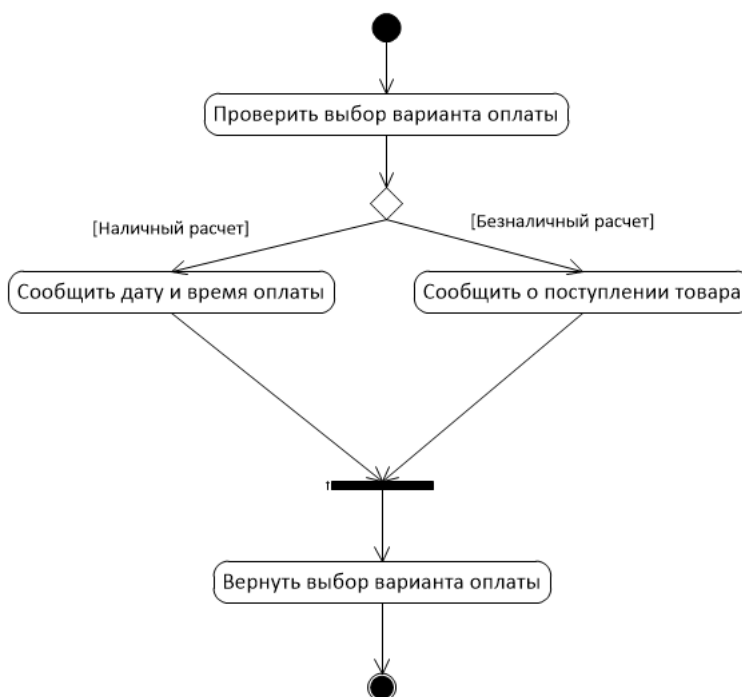 Проверить выбор варианта оплаты
[Наличный расчет]
[Безналичный расчет]
Сообщить дату и время оплаты
Сообщить о поступлении товара
Вернуть выбор варианта оплаты